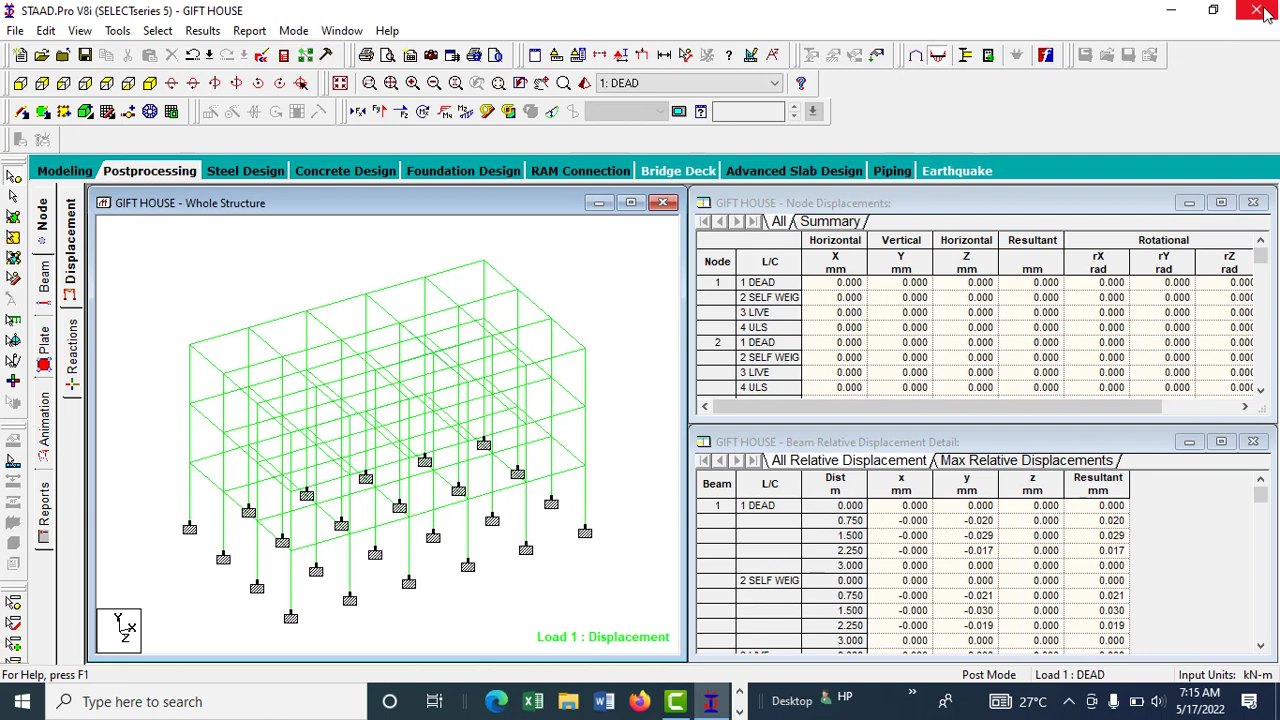 STAAD.Pro V8i (SELECTseries 5) - GIFT HOUSE
File Edit View Tools Select Results Report Mode Window Help
1: DEAD
Modeling Postprocessing Steel Design Concrete Design Foundation Design RAM Connection Bridge Deck Advanced Slab Design Piping Earthquake
Node
Beam
Plate
Animation
Reports
Displacement
Reactions
GIFT HOUSE - Whole Structure
Y
X
Z
Load 1 : Displacement
GIFT HOUSE - Node Displacements:
All Summary
Horizontal Vertical Horizontal Resultant Rotational
Node L/C X mm Y mm Z mm mm rX rad rY rad rZ rad
1 1 DEAD 0.000 0.000 0.000 0.000 0.000 0.000 0.000
2 SELF WEIG 0.000 0.000 0.000 0.000 0.000 0.000 0.000
3 LIVE 0.000 0.000 0.000 0.000 0.000 0.000 0.000
4 ULS 0.000 0.000 0.000 0.000 0.000 0.000 0.000
2 1 DEAD 0.000 0.000 0.000 0.000 0.000 0.000 0.000
2 SELF WEIG 0.000 0.000 0.000 0.000 0.000 0.000 0.000
3 LIVE 0.000 0.000 0.000 0.000 0.000 0.000 0.000
4 ULS 0.000 0.000 0.000 0.000 0.000 0.000 0.000
GIFT HOUSE - Beam Relative Displacement Detail:
All Relative Displacement Max Relative Displacements
Beam L/C Dist m x mm y mm z mm Resultant mm
1 1 DEAD 0.000 0.000 0.000 0.000 0.000
0.750 -0.000 -0.020 0.000 0.020
1.500 -0.000 -0.029 0.000 0.029
2.250 -0.000 -0.017 0.000 0.017
3.000 0.000 0.000 0.000 0.000
2 SELF WEIG 0.000 0.000 0.000 0.000 0.000
0.750 -0.000 -0.021 0.000 0.021
1.500 -0.000 -0.030 0.000 0.030
2.250 -0.000 -0.019 0.000 0.019
3.000 0.000 0.000 0.000 0.000
For Help, press F1
Post Mode Load 1 : DEAD Input Units: kN-m
Type here to search
Desktop HP 27°C
7:15 AM
5/17/2022